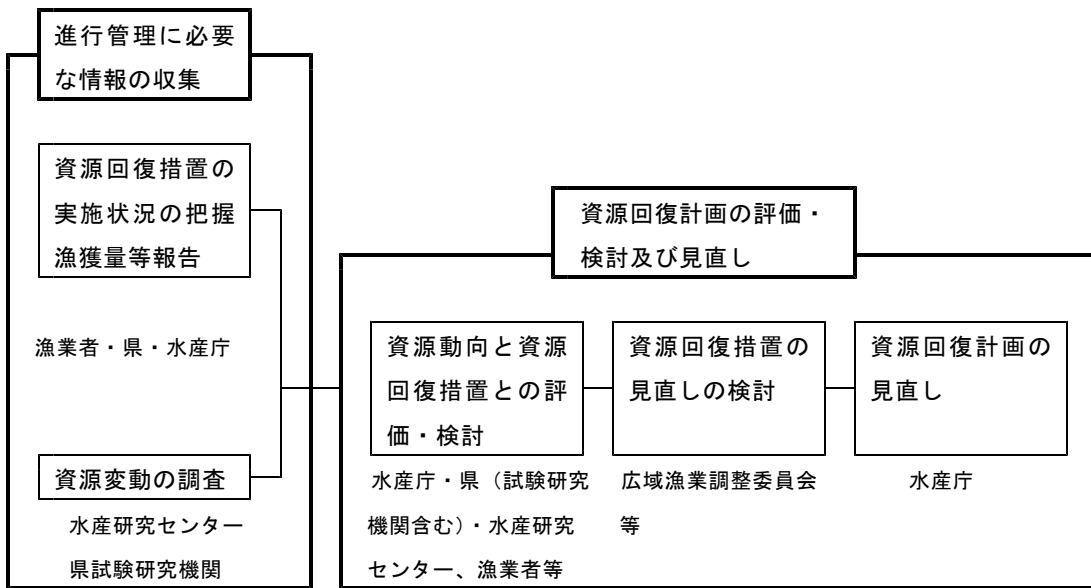 進行管理に必要
な情報の収集
資源回復措置の
実施状況の把握
漁獲量等報告
漁業者・県・水産庁
資源変動の調査
水産研究センター
県試験研究機関
資源回復計画の評価・
検討及び見直し
資源動向と資源
回復措置との評
価・検討
水産庁・県（試験研究
機関含む）・水産研究
センター、漁業者等
資源回復措置の
見直しの検討
広域漁業調整委員会
等
資源回復計画の
見直し
水産庁